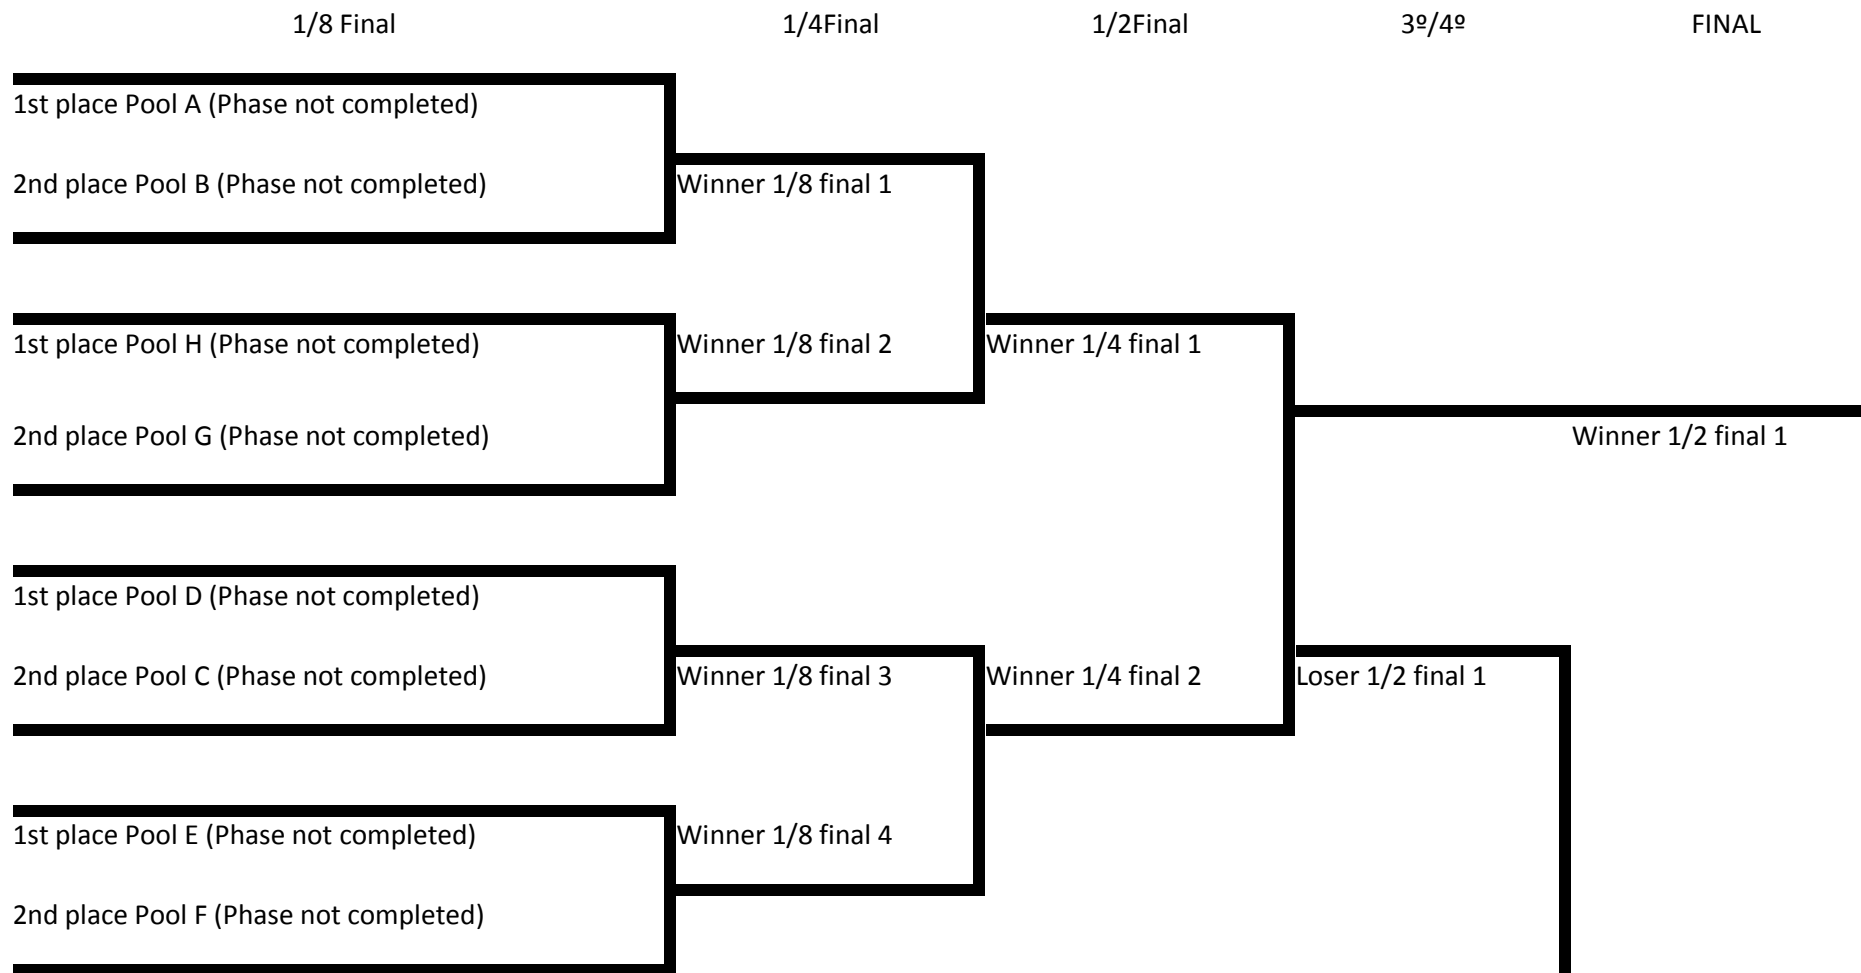 1/8 Final 1/4Final 1/2Final 3º/4º FINAL
1st place Pool A (Phase not completed)
2nd place Pool B (Phase not completed) Winner 1/8 final 1
1st place Pool H (Phase not completed) Winner 1/8 final 2 Winner 1/4 final 1
2nd place Pool G (Phase not completed) Winner 1/2 final 1
1st place Pool D (Phase not completed)
2nd place Pool C (Phase not completed) Winner 1/8 final 3 Winner 1/4 final 2 Loser 1/2 final 1
1st place Pool E (Phase not completed) Winner 1/8 final 4
2nd place Pool F (Phase not completed)